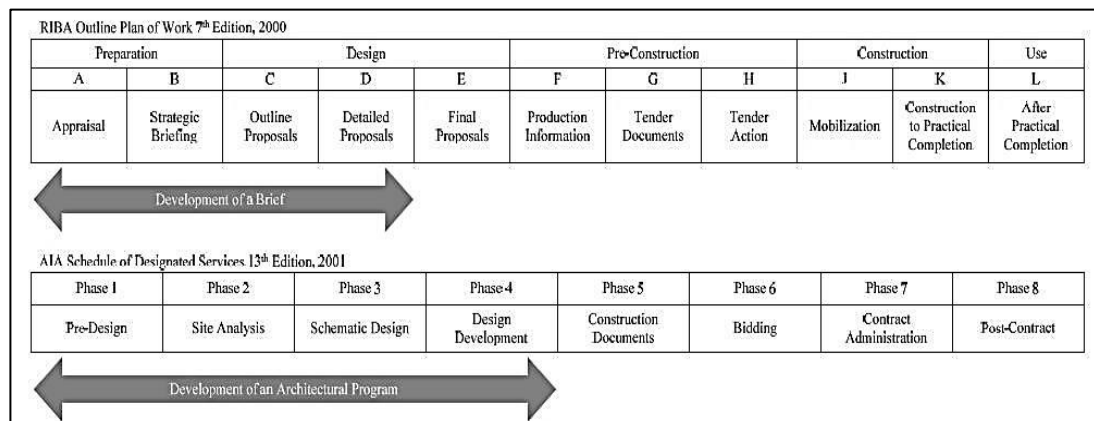 RIBA Outline Plan of Work 7th Edition, 2000
Preparation Design Pre-Construction Construction Use
A B C D E F G H J K L
Appraisal
Strategic
Briefing
Outline
Proposals
Detailed
Proposals
Final
Proposals
Production
Information
Tender
Documents
Tender
Action
Mobilization
Construction
to Practical
Completion
After
Practical
Completion
Development of a Brief
AIA Schedule of Designated Services 13th Edition, 2001
Phase 1 Phase 2 Phase 3 Phase 4 Phase 5 Phase 6 Phase 7 Phase 8
Pre-Design
Site Analysis
Schematic Design
Design
Development
Construction
Documents
Bidding
Contract
Administration
Post-Contract
Development of an Architectural Program